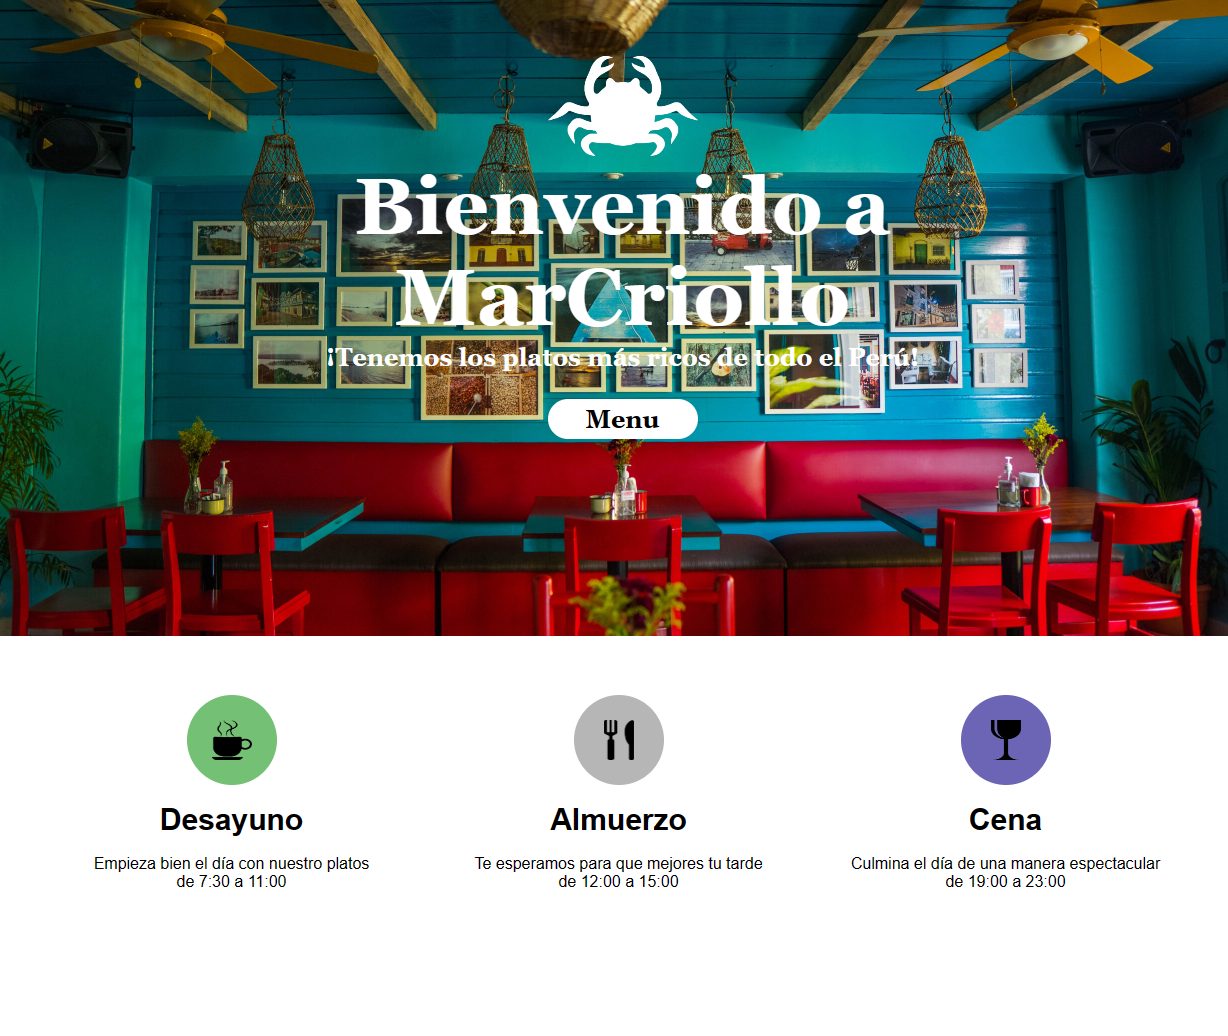 Bienvenido a
MarCriollo
¡Tenemos los platos más ricos de todo el Perú!
Menu
Desayuno
Empieza bien el día con nuestro platos
de 7:30 a 11:00
Almuerzo
Te esperamos para que mejores tu tarde
de 12:00 a 15:00
Cena
Culmina el día de una manera espectacular
de 19:00 a 23:00